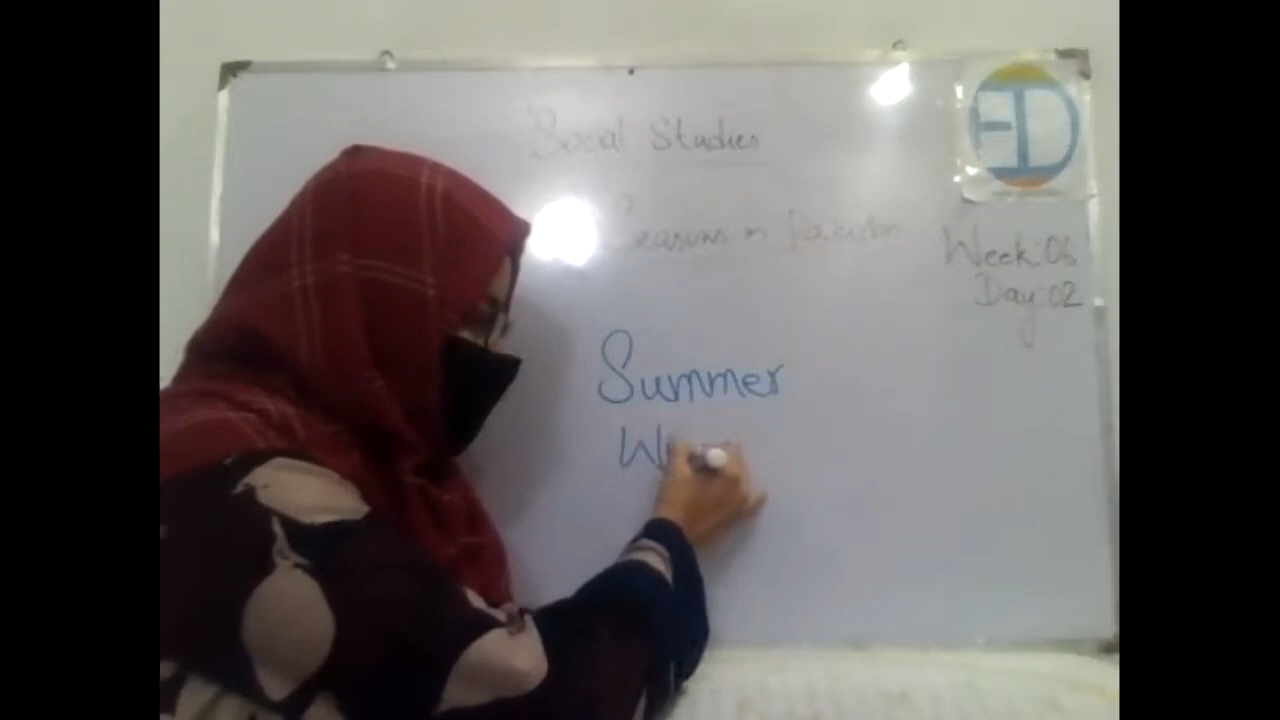 Social Studies
Seasons in Pakistan
Week: 06
Day: 02
Summer